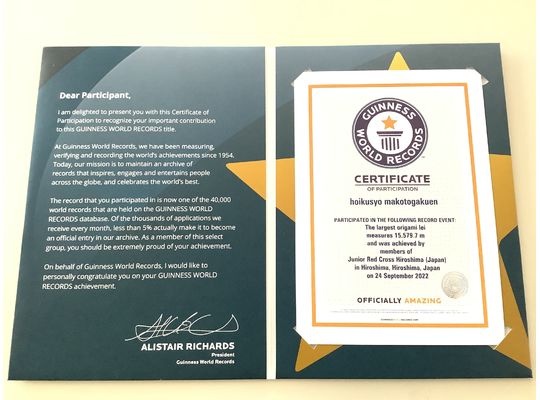 Dear Participant,
I am delighted to present you with this Certificate of
Participation to recognize your important contribution
to this GUINNESS WORLD RECORDS title.
At Guinness World Records, we have been measuring,
verifying and recording the world's achievements since 1954.
Today, our mission is to maintain an archive of
records that inspires, engages and entertains people
across the globe, and celebrates the world's best.
The record that you participated in is now one of the 40,000
world records that are held on the GUINNESS WORLD
RECORDS database. Of the thousands of applications we
receive every month, less than 5% actually make it to become
an official entry in our archive. As a member of this select
group, you should be extremely proud of your achievement.
On behalf of Guinness World Records, I would like to
personally congratulate you on your GUINNESS WORLD
RECORDS achievement.
ALISTAIR RICHARDS
President
Guinness World Records
GUINNESS
WORLD RECORDS
CERTIFICATE
OF PARTICIPATION
hoikusyo makotogakuen
PARTICIPATED IN THE FOLLOWING RECORD EVENT:
The largest origami lei
measures 15,579.7 m
and was achieved by
members of
Junior Red Cross Hiroshima (Japan)
in Hiroshima, Hiroshima, Japan
on 24 September 2022
OFFICIALLY AMAZING